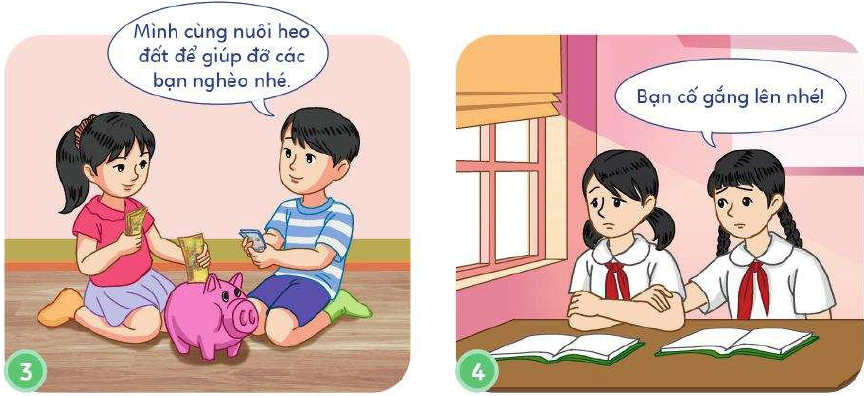 Mình cùng nuôi heo
đất để giúp đỡ các
bạn nghèo nhé.
3
Bạn cố gắng lên nhé!
4